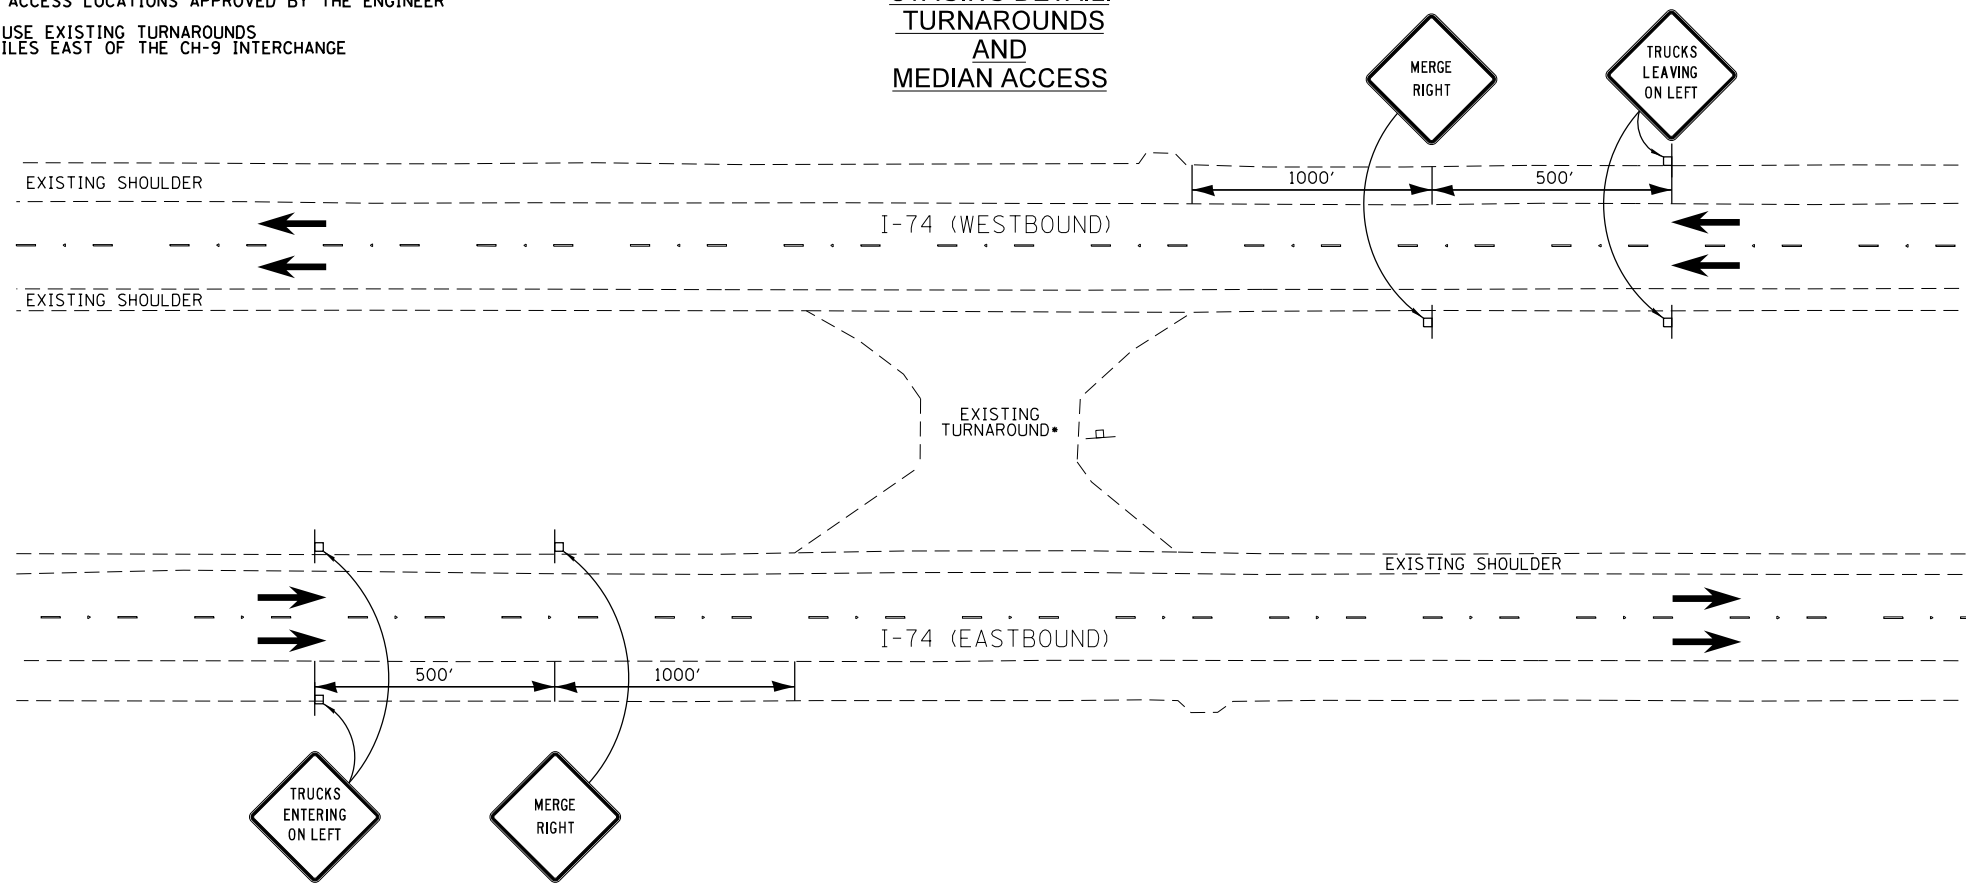 ACCESS LOCATIONS APPROVED BY THE ENGINEER
USE EXISTING TURNAROUNDS
ILES EAST OF THE CH-9 INTERCHANGE
STAGING DETAIL:
TURNAROUNDS
AND
MEDIAN ACCESS
MERGE
RIGHT
TRUCKS
LEAVING
ON LEFT
EXISTING SHOULDER
1000'
500'
I-74 (WESTBOUND)
EXISTING SHOULDER
EXISTING
TURNAROUND*
EXISTING SHOULDER
I-74 (EASTBOUND)
500'
1000'
TRUCKS
ENTERING
ON LEFT
MERGE
RIGHT